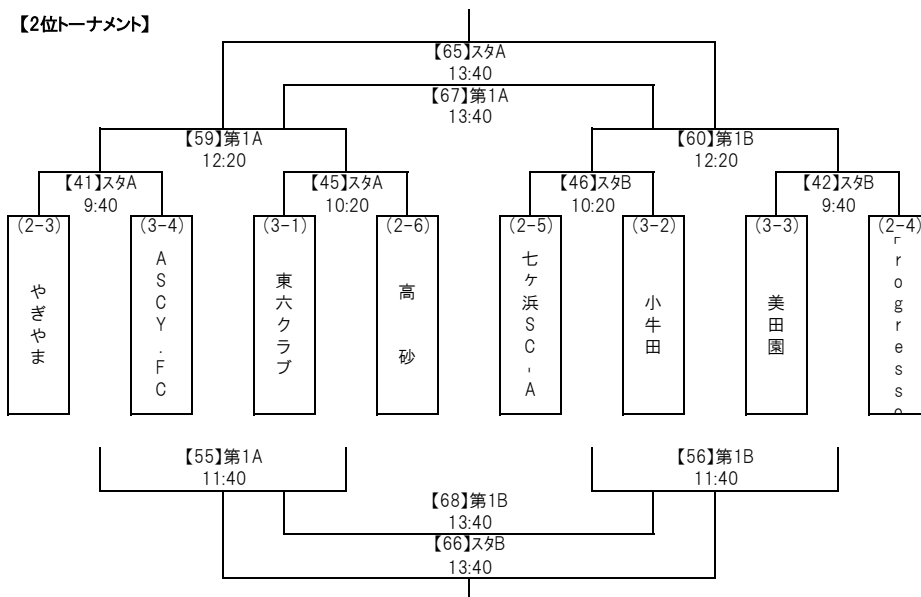 【2位トーナメント】
【65】スタA
13:40
【67】第1A
13:40
【59】第1A
12:20
【60】第1B
12:20
【41】スタA
9:40
【45】スタA
10:20
【46】スタB
10:20
【42】スタB
9:40
(2-3)
(3-4)
(3-1)
(2-6)
(2-5)
(3-2)
(3-3)
(2-4)
やぎやま
ASCY.FC
東六クラブ
高砂
七ケ浜SC-A
小牛田
美田園
Progresso
【55】第1A
11:40
【56】第1B
11:40
【68】第1B
13:40
【66】スタB
13:40